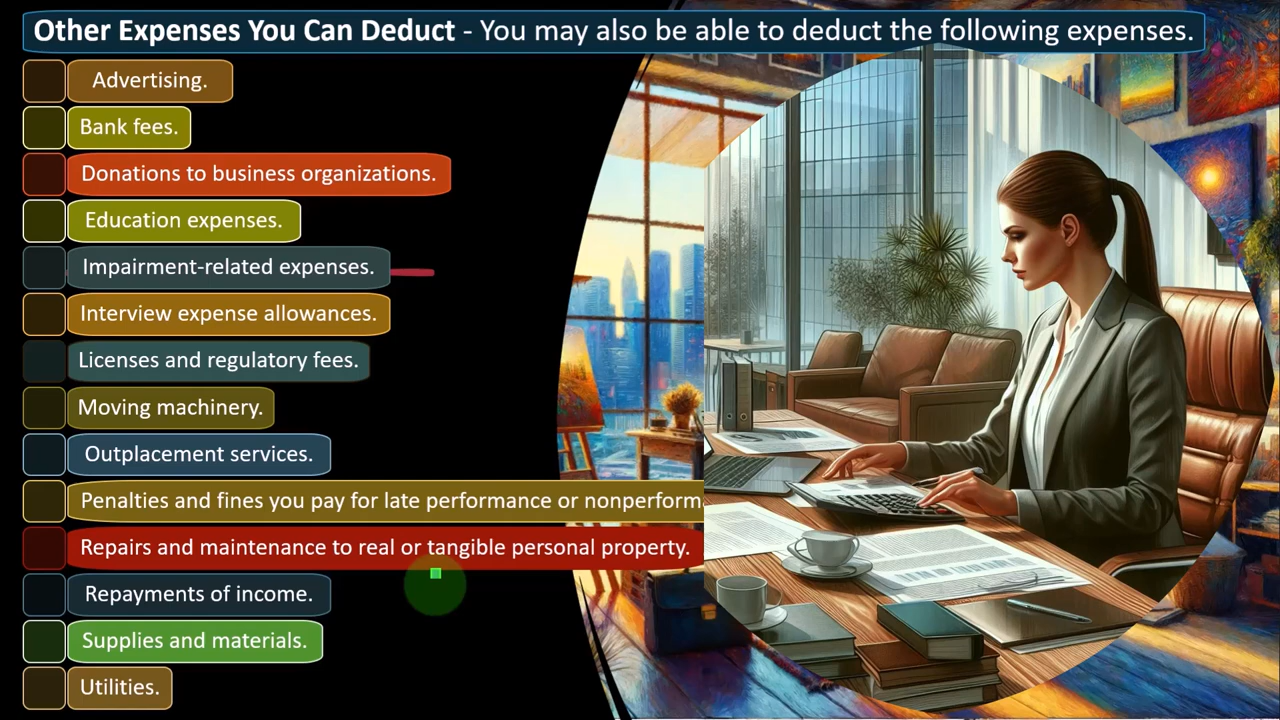 Other Expenses You Can Deduct - You may also be able to deduct the following expenses.
Advertising.
Bank fees.
Donations to business organizations.
Education expenses.
Impairment-related expenses.
Interview expense allowances.
Licenses and regulatory fees.
Moving machinery.
Outplacement services.
Penalties and fines you pay for late performance or nonperform
Repairs and maintenance to real or tangible personal property.
Repayments of income.
Supplies and materials.
Utilities.